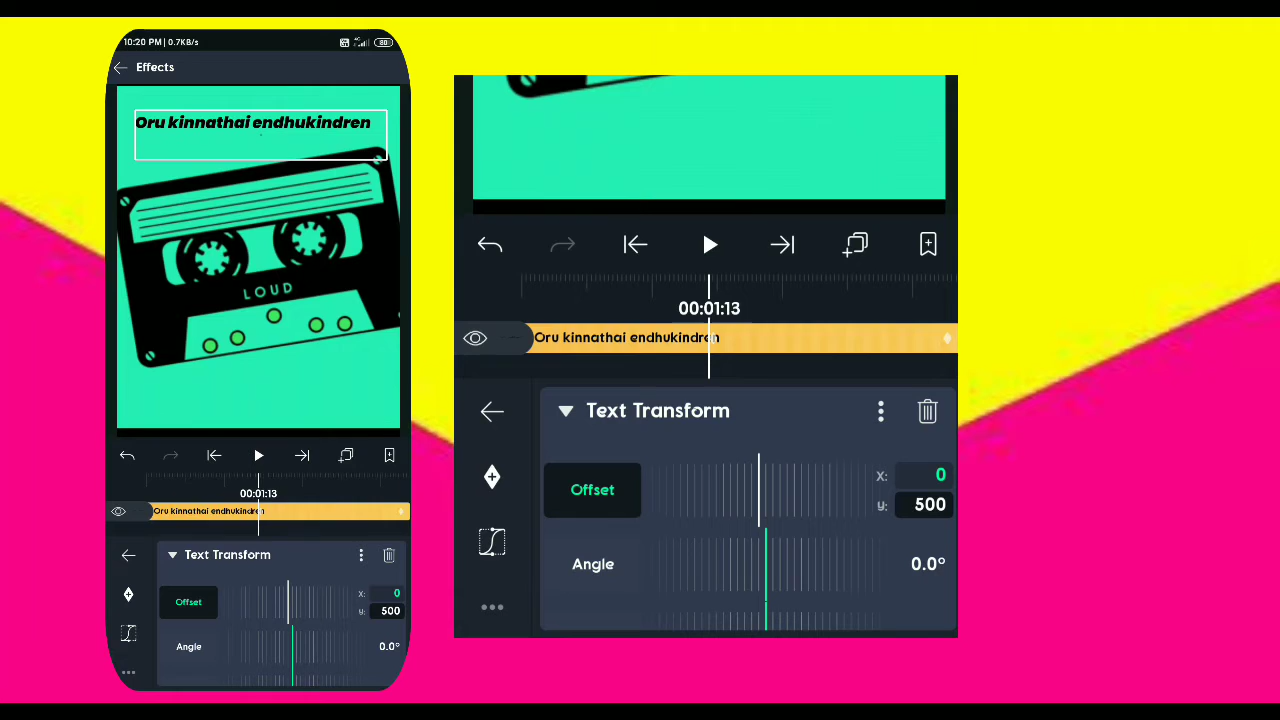 10:20 PM | 0.7KB/s
4G
80
Effects
Oru kinnathai endhukindren
LOUD
00:01:13
Oru kinnathai endhukindren
Text Transform
Offset
X: 0
y: 500
Angle
0.0°
00:01:13
Oru kinnathai endhukindren
Text Transform
Offset
X: 0
y: 500
Angle
0.0°